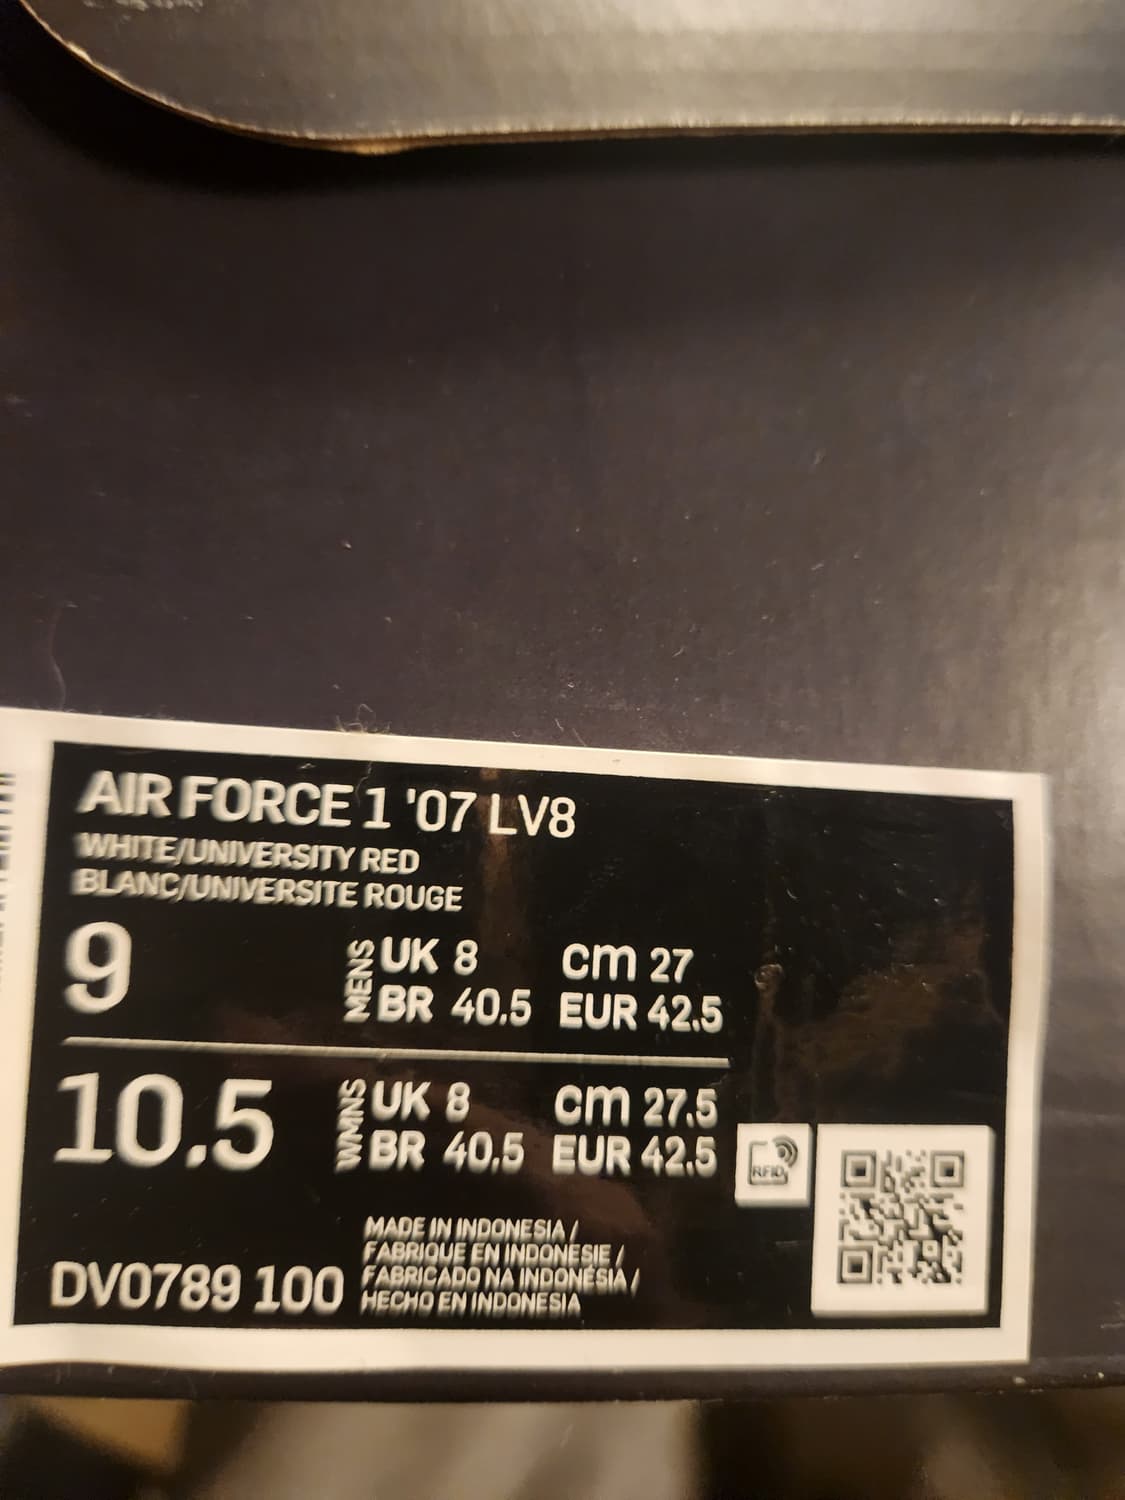 AIR FORCE 1 '07 LV8
WHITE/UNIVERSITY RED
BLANC/UNIVERSITE ROUGE
9 MENS UK 8 cm 27
BR 40.5 EUR 42.5
10.5 WMNS UK 8 cm 27.5
BR 40.5 EUR 42.5
RFID
MADE IN INDONESIA /
FABRIQUE EN INDONESIE /
FABRICADO NA INDONÉSIA /
HECHO EN INDONESIA
DV0789 100